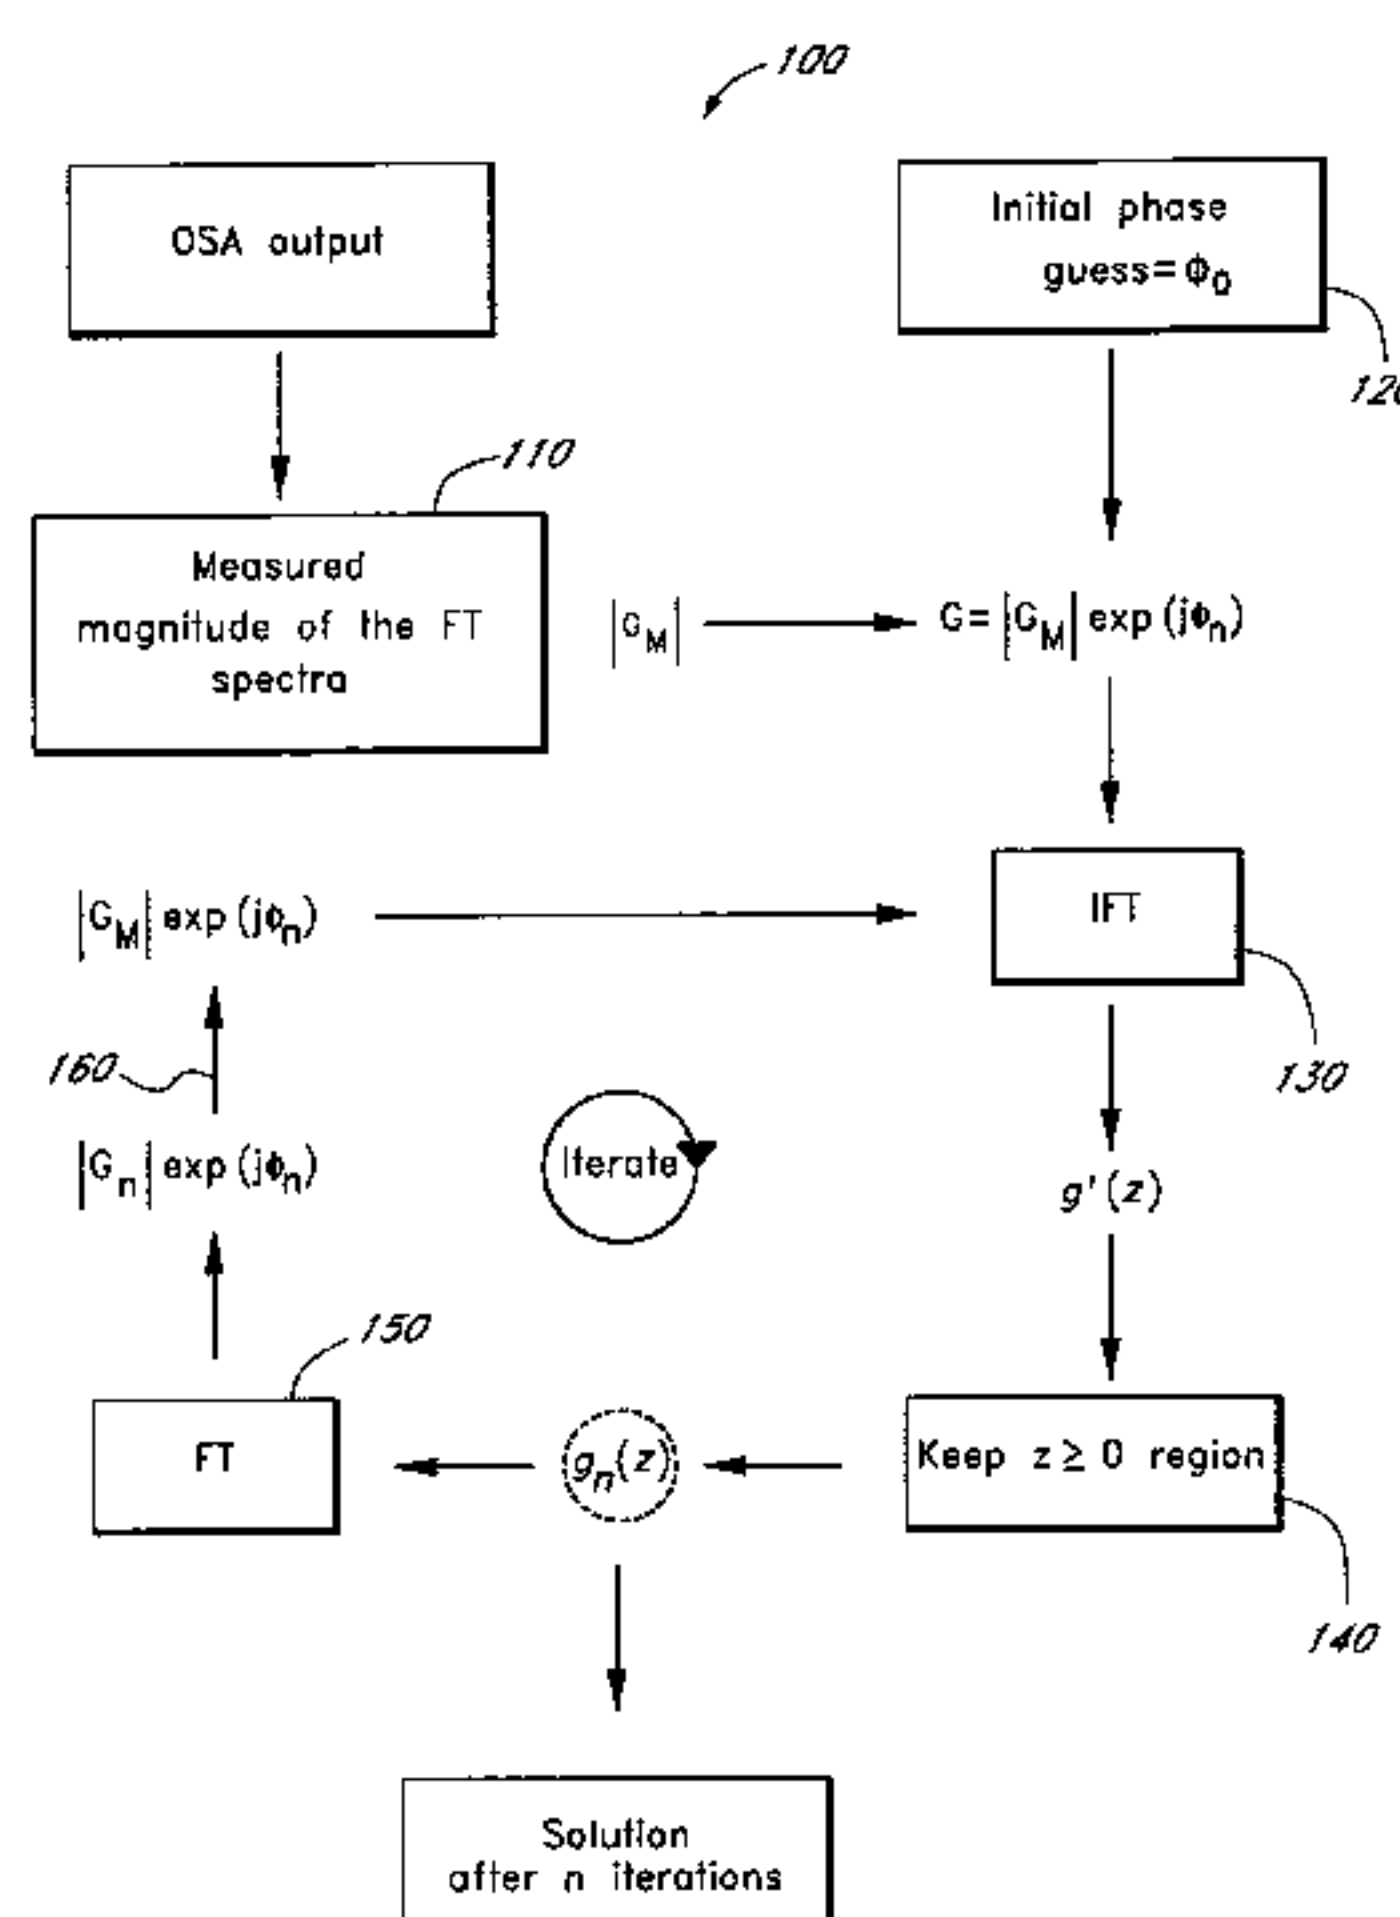 100
OSA output
Initial phase
guess=ϕ0
120
110
Measured
magnitude of the FT
spectra
|GM|
G=|GM| exp(jϕn)
|GM| exp(jϕn)
IFT
130
160
|Gn| exp(jϕn)
Iterate
g'(z)
150
FT
gn(z)
Keep z≥0 region
140
Solution
after n iterations